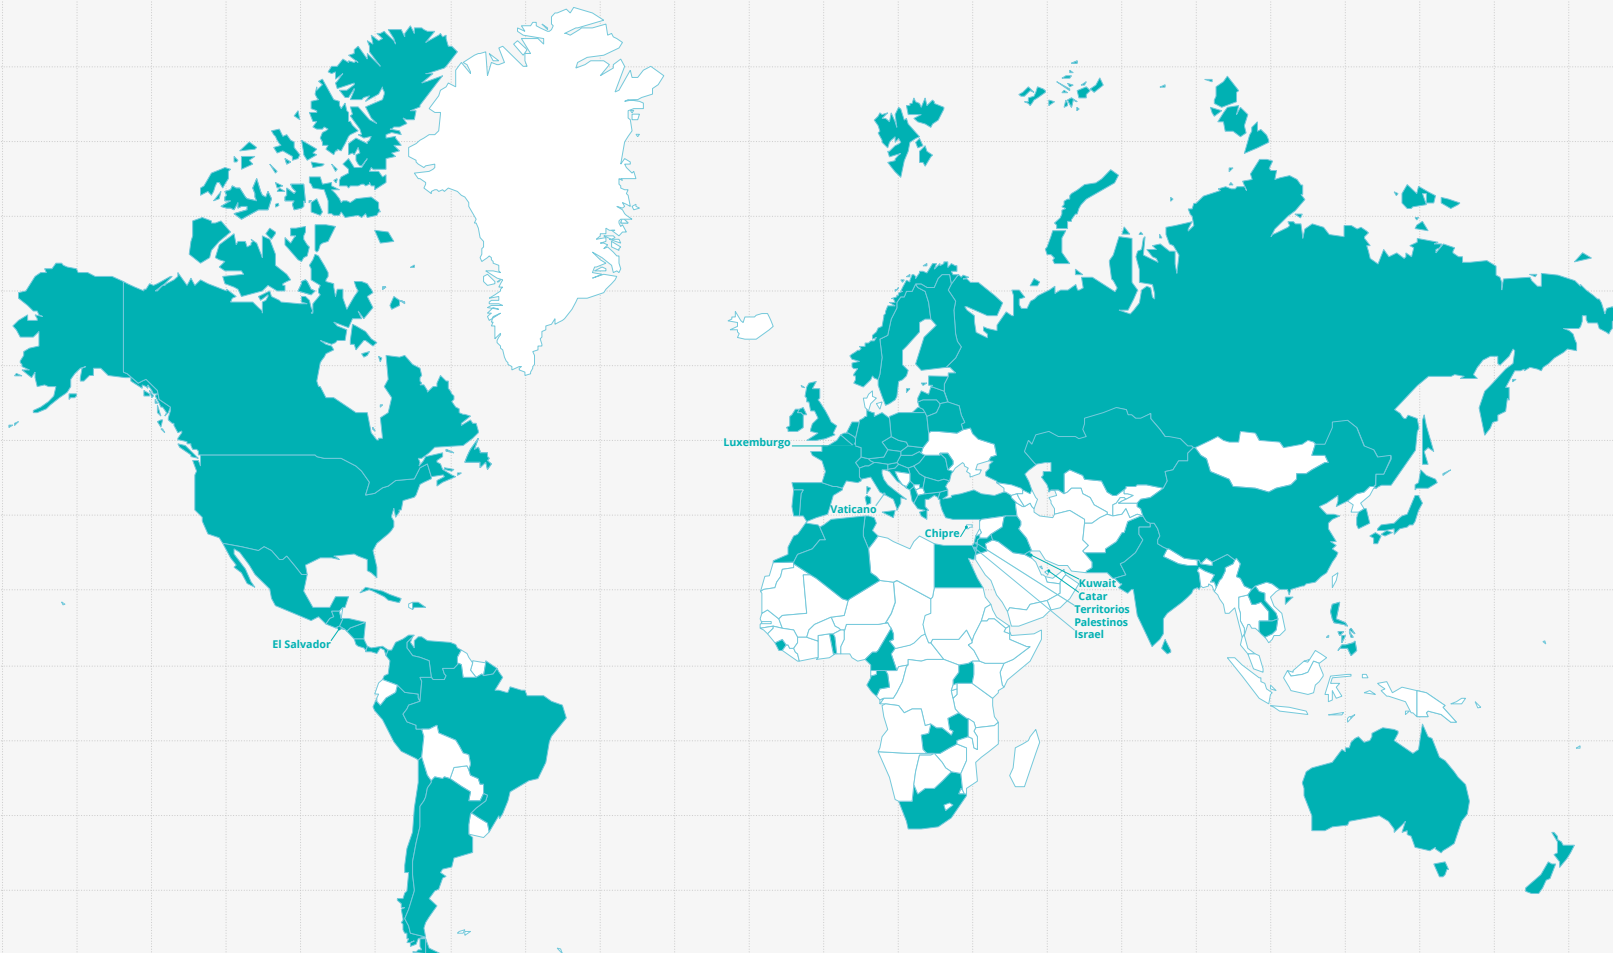 Luxemburgo
Vaticano
Chipre
Kuwait
Catar
Territorios
Palestinos
Israel
El Salvador